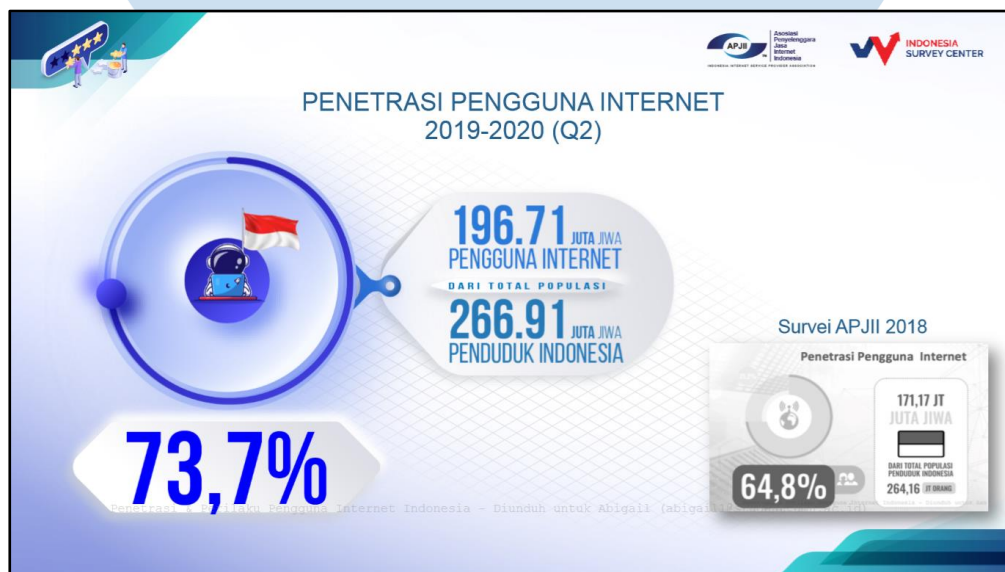 APJII
Asosiasi
Penyelenggara
Jasa
Internet
Indonesia
INDONESIA INTERNET SERVICE PROVIDER ASSOCIATION
INDONESIA
SURVEY CENTER
PENETRASI PENGGUNA INTERNET
2019-2020 (Q2)
196.71 JUTA JIWA
PENGGUNA INTERNET
DARI TOTAL POPULASI
266.91 JUTA JIWA
PENDUDUK INDONESIA
73,7%
Survei APJII 2018
Penetrasi Pengguna Internet
171,17 JT
JUTA JIWA
DARI TOTAL POPULASI
PENDUDUK INDONESIA
264,16 JT ORANG
64,8%
Penetrasi & Perilaku Pengguna Internet Indonesia - Diunduh untuk Abigail